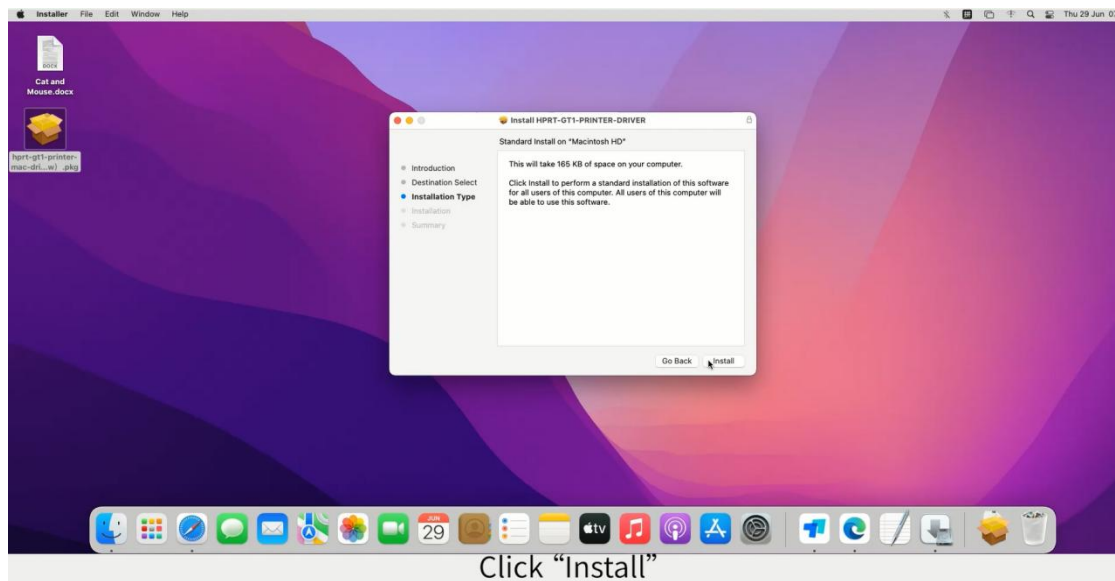 Installer File Edit Window Help
Thu 29 Jun 0
DOCX
Cat and
Mouse.docx
hprt-gt1-printer-
mac-dri...w) .pkg
Install HPRT-GT1-PRINTER-DRIVER
Standard Install on "Macintosh HD"
Introduction
Destination Select
Installation Type
Installation
Summary
This will take 165 KB of space on your computer.
Click Install to perform a standard installation of this software
for all users of this computer. All users of this computer will
be able to use this software.
Go Back Install
JUN
29
tv
Click “Install”